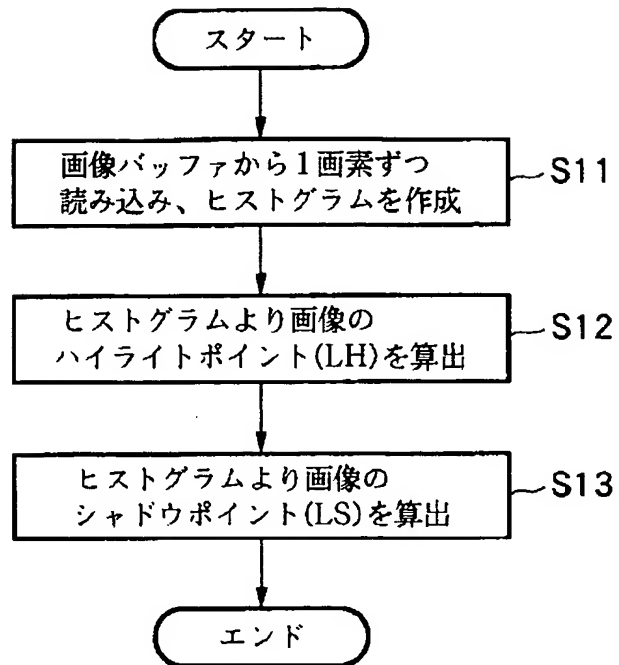 スタート
画像バッファから1画素ずつ
読み込み、ヒストグラムを作成
S11
ヒストグラムより画像の
ハイライトポイント(LH)を算出
S12
ヒストグラムより画像の
シャドウポイント(LS)を算出
S13
エンド